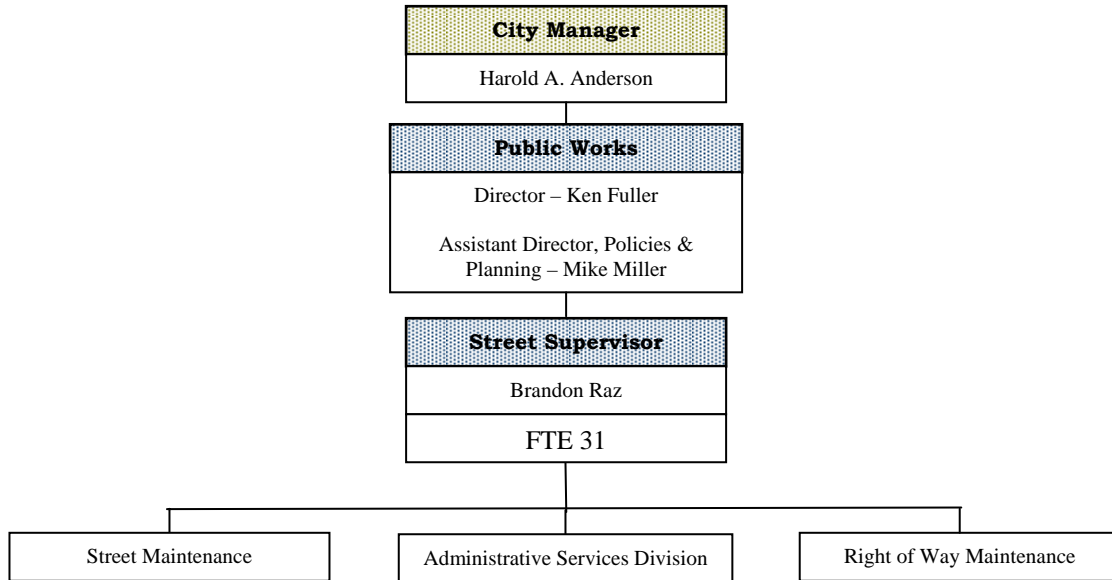 City Manager
Harold A. Anderson
Public Works
Director – Ken Fuller
Assistant Director, Policies &
Planning – Mike Miller
Street Supervisor
Brandon Raz
FTE 31
Street Maintenance
Administrative Services Division
Right of Way Maintenance